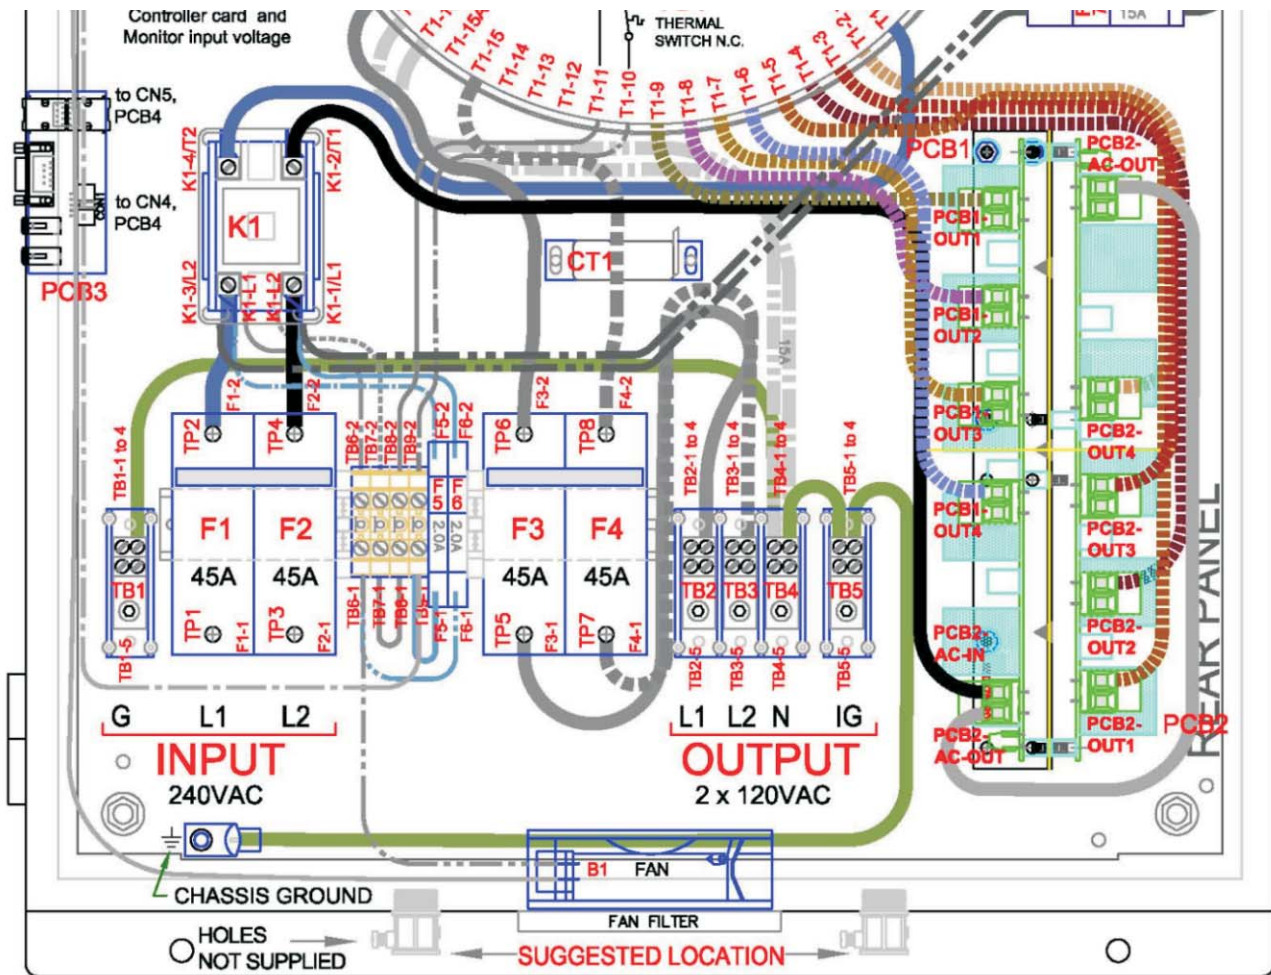 Controller card and
Monitor input voltage
THERMAL
SWITCH N.C.
15A
T1-15A
T1-15
T1-14
T1-13
T1-12
T1-11
T1-10
T1-9
T1-8
T1-7
T1-6
T1-5
T1-4
T1-3
T1-2
to CN5,
PCB4
to CN4,
PCB4
CONT
PCB3
K1-4/T2
K1-2/T1
K1
K1-3/L2
K1-L1
K1-L2
K1-1/L1
CT1
15A
PCB1
PCB2-
AC-OUT
PCB1-
OUT1
PCB1-
OUT2
PCB1-
OUT3
PCB1-
OUT4
PCB2-
OUT4
PCB2-
OUT3
PCB2-
OUT2
PCB2-
OUT1
PCB2-
AC-IN
PCB2-
AC-OUT
PCB2
REAR PANEL
TB1-1 to 4
TP2
F1-2
TP4
F2-2
TB6-2
TB7-2
TB8-2
TB9-2
F5-2
F6-2
TP6
F3-2
TP8
F4-2
TB2-1 to 4
TB3-1 to 4
TB4-1 to 4
TB5-1 to 4
F1
F2
F5
F6
2.0A
2.0A
F3
F4
45A
45A
45A
45A
TB1
TB2
TB3
TB4
TB5
TP1
F1-1
TP3
F2-1
TB6-1
TB7-1
TB8-1
F5-1
F6-1
TP5
F3-1
TP7
F4-1
TB1-5
TB2-5
TB3-5
TB4-5
TB5-5
G L1 L2
L1 L2 N IG
INPUT
240VAC
OUTPUT
2 x 120VAC
CHASSIS GROUND
B1
FAN
FAN FILTER
HOLES
NOT SUPPLIED
SUGGESTED LOCATION